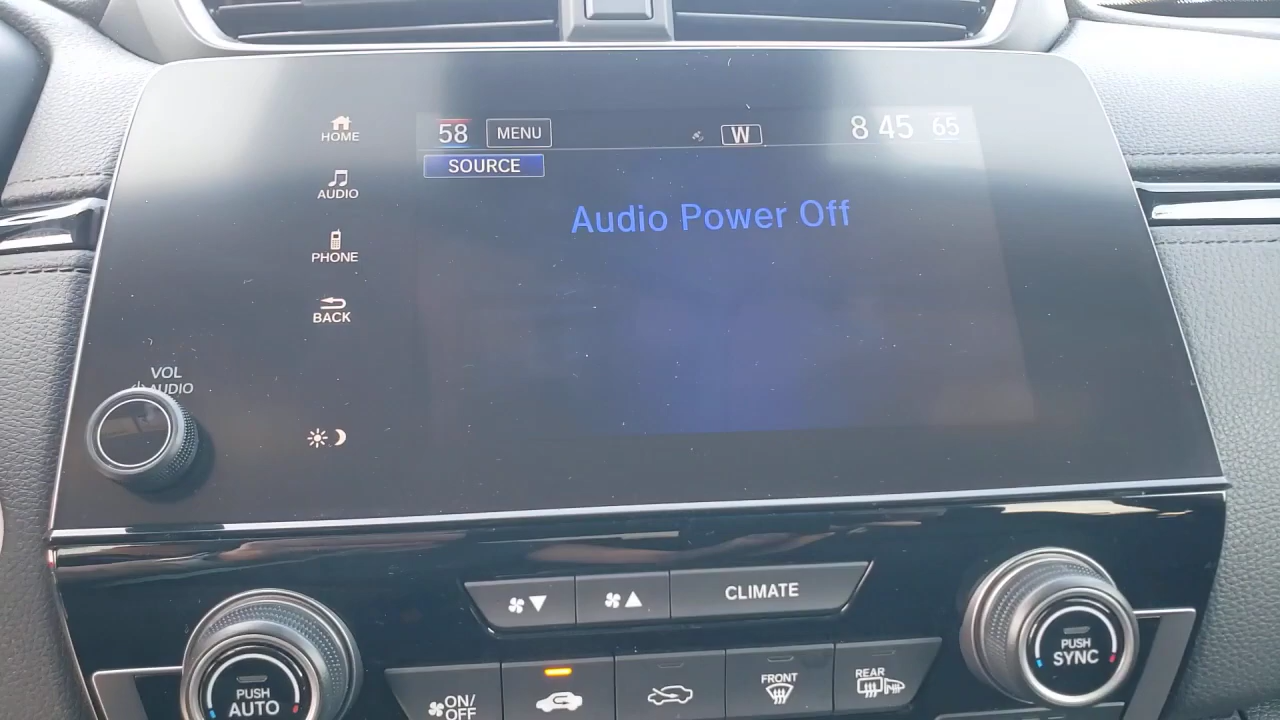 HOME
AUDIO
PHONE
BACK
58 MENU W 8 45 65
SOURCE
Audio Power Off
VOL
AUDIO
CLIMATE
PUSH
AUTO
ON/
OFF
FRONT
REAR
PUSH
SYNC